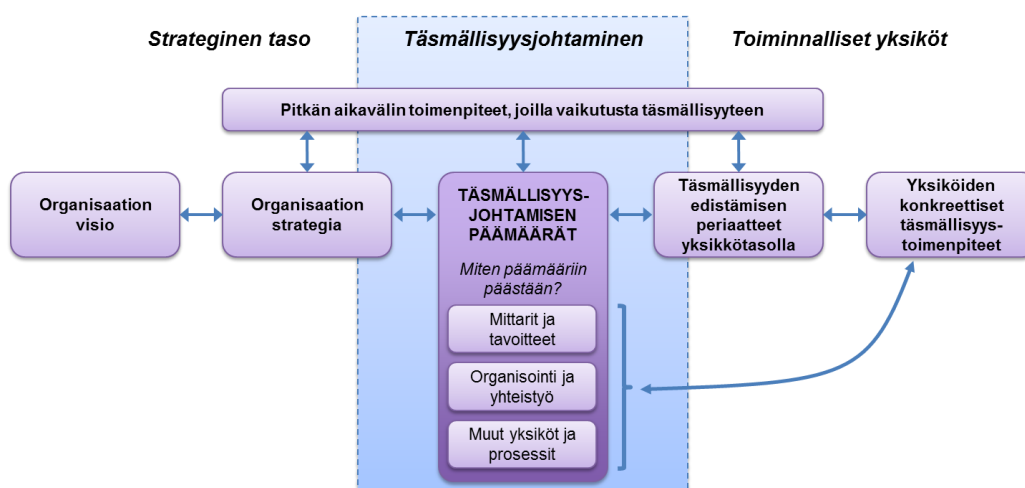 Strateginen taso
Täsmällisyysjohtaminen
Toiminnalliset yksiköt
Pitkän aikavälin toimenpiteet, joilla vaikutusta täsmällisyyteen
Organisaation
visio
Organisaation
strategia
TÄSMÄLLISYYS-
JOHTAMISEN
PÄÄMÄÄRÄT
Miten päämääriin
päästään?
Mittarit ja
tavoitteet
Organisointi ja
yhteistyö
Muut yksiköt ja
prosessit
Täsmällisyyden
edistämisen
periaatteet
yksikkötasolla
Yksiköiden
konkreettiset
täsmällisyys-
toimenpiteet